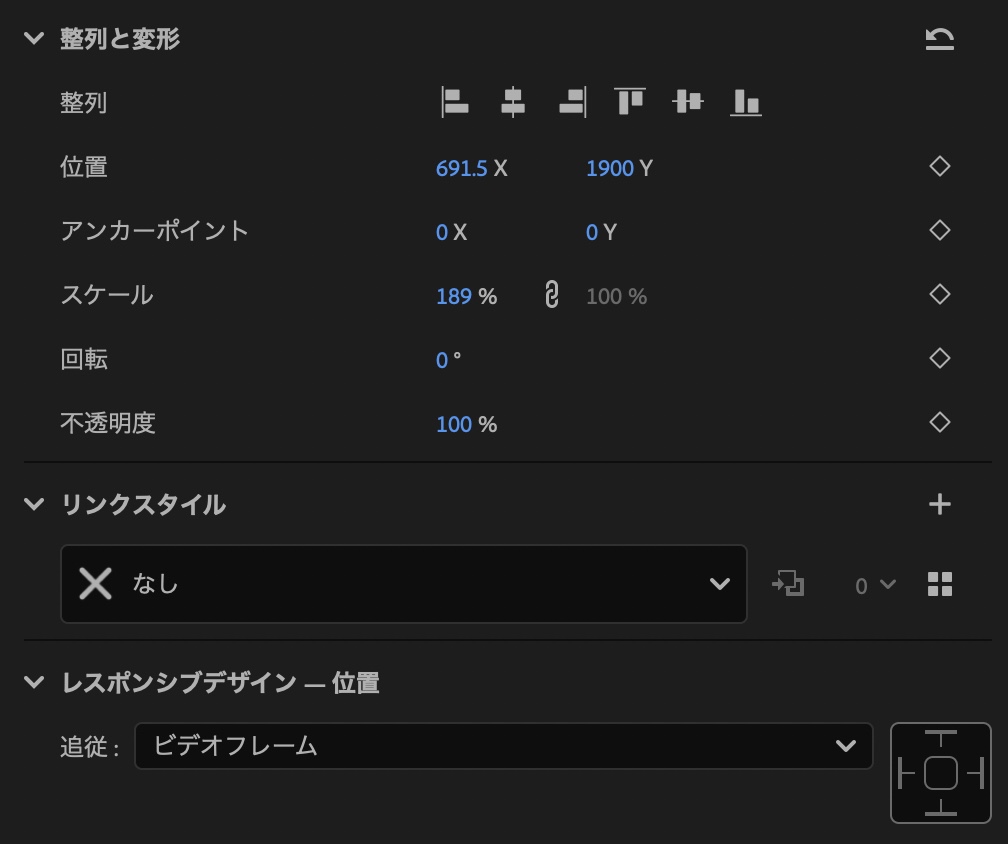 整列と変形
整列
位置 691.5 X 1900 Y
アンカーポイント 0 X 0 Y
スケール 189 % 100 %
回転 0 °
不透明度 100 %
リンクスタイル
なし 0
レスポンシブデザイン — 位置
追従 : ビデオフレーム